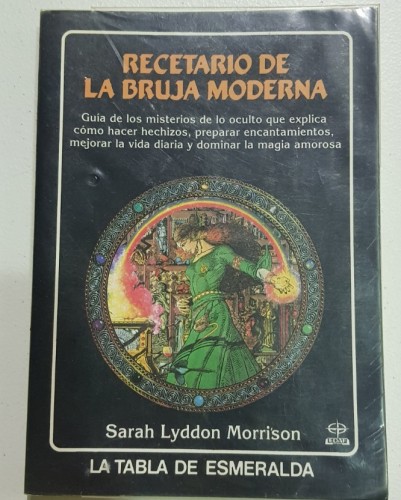 RECETARIO DE
LA BRUJA MODERNA
Guía de los misterios de lo oculto que explica
cómo hacer hechizos, preparar encantamientos,
mejorar la vida diaria y dominar la magia amorosa
Sarah Lyddon Morrison
LA TABLA DE ESMERALDA